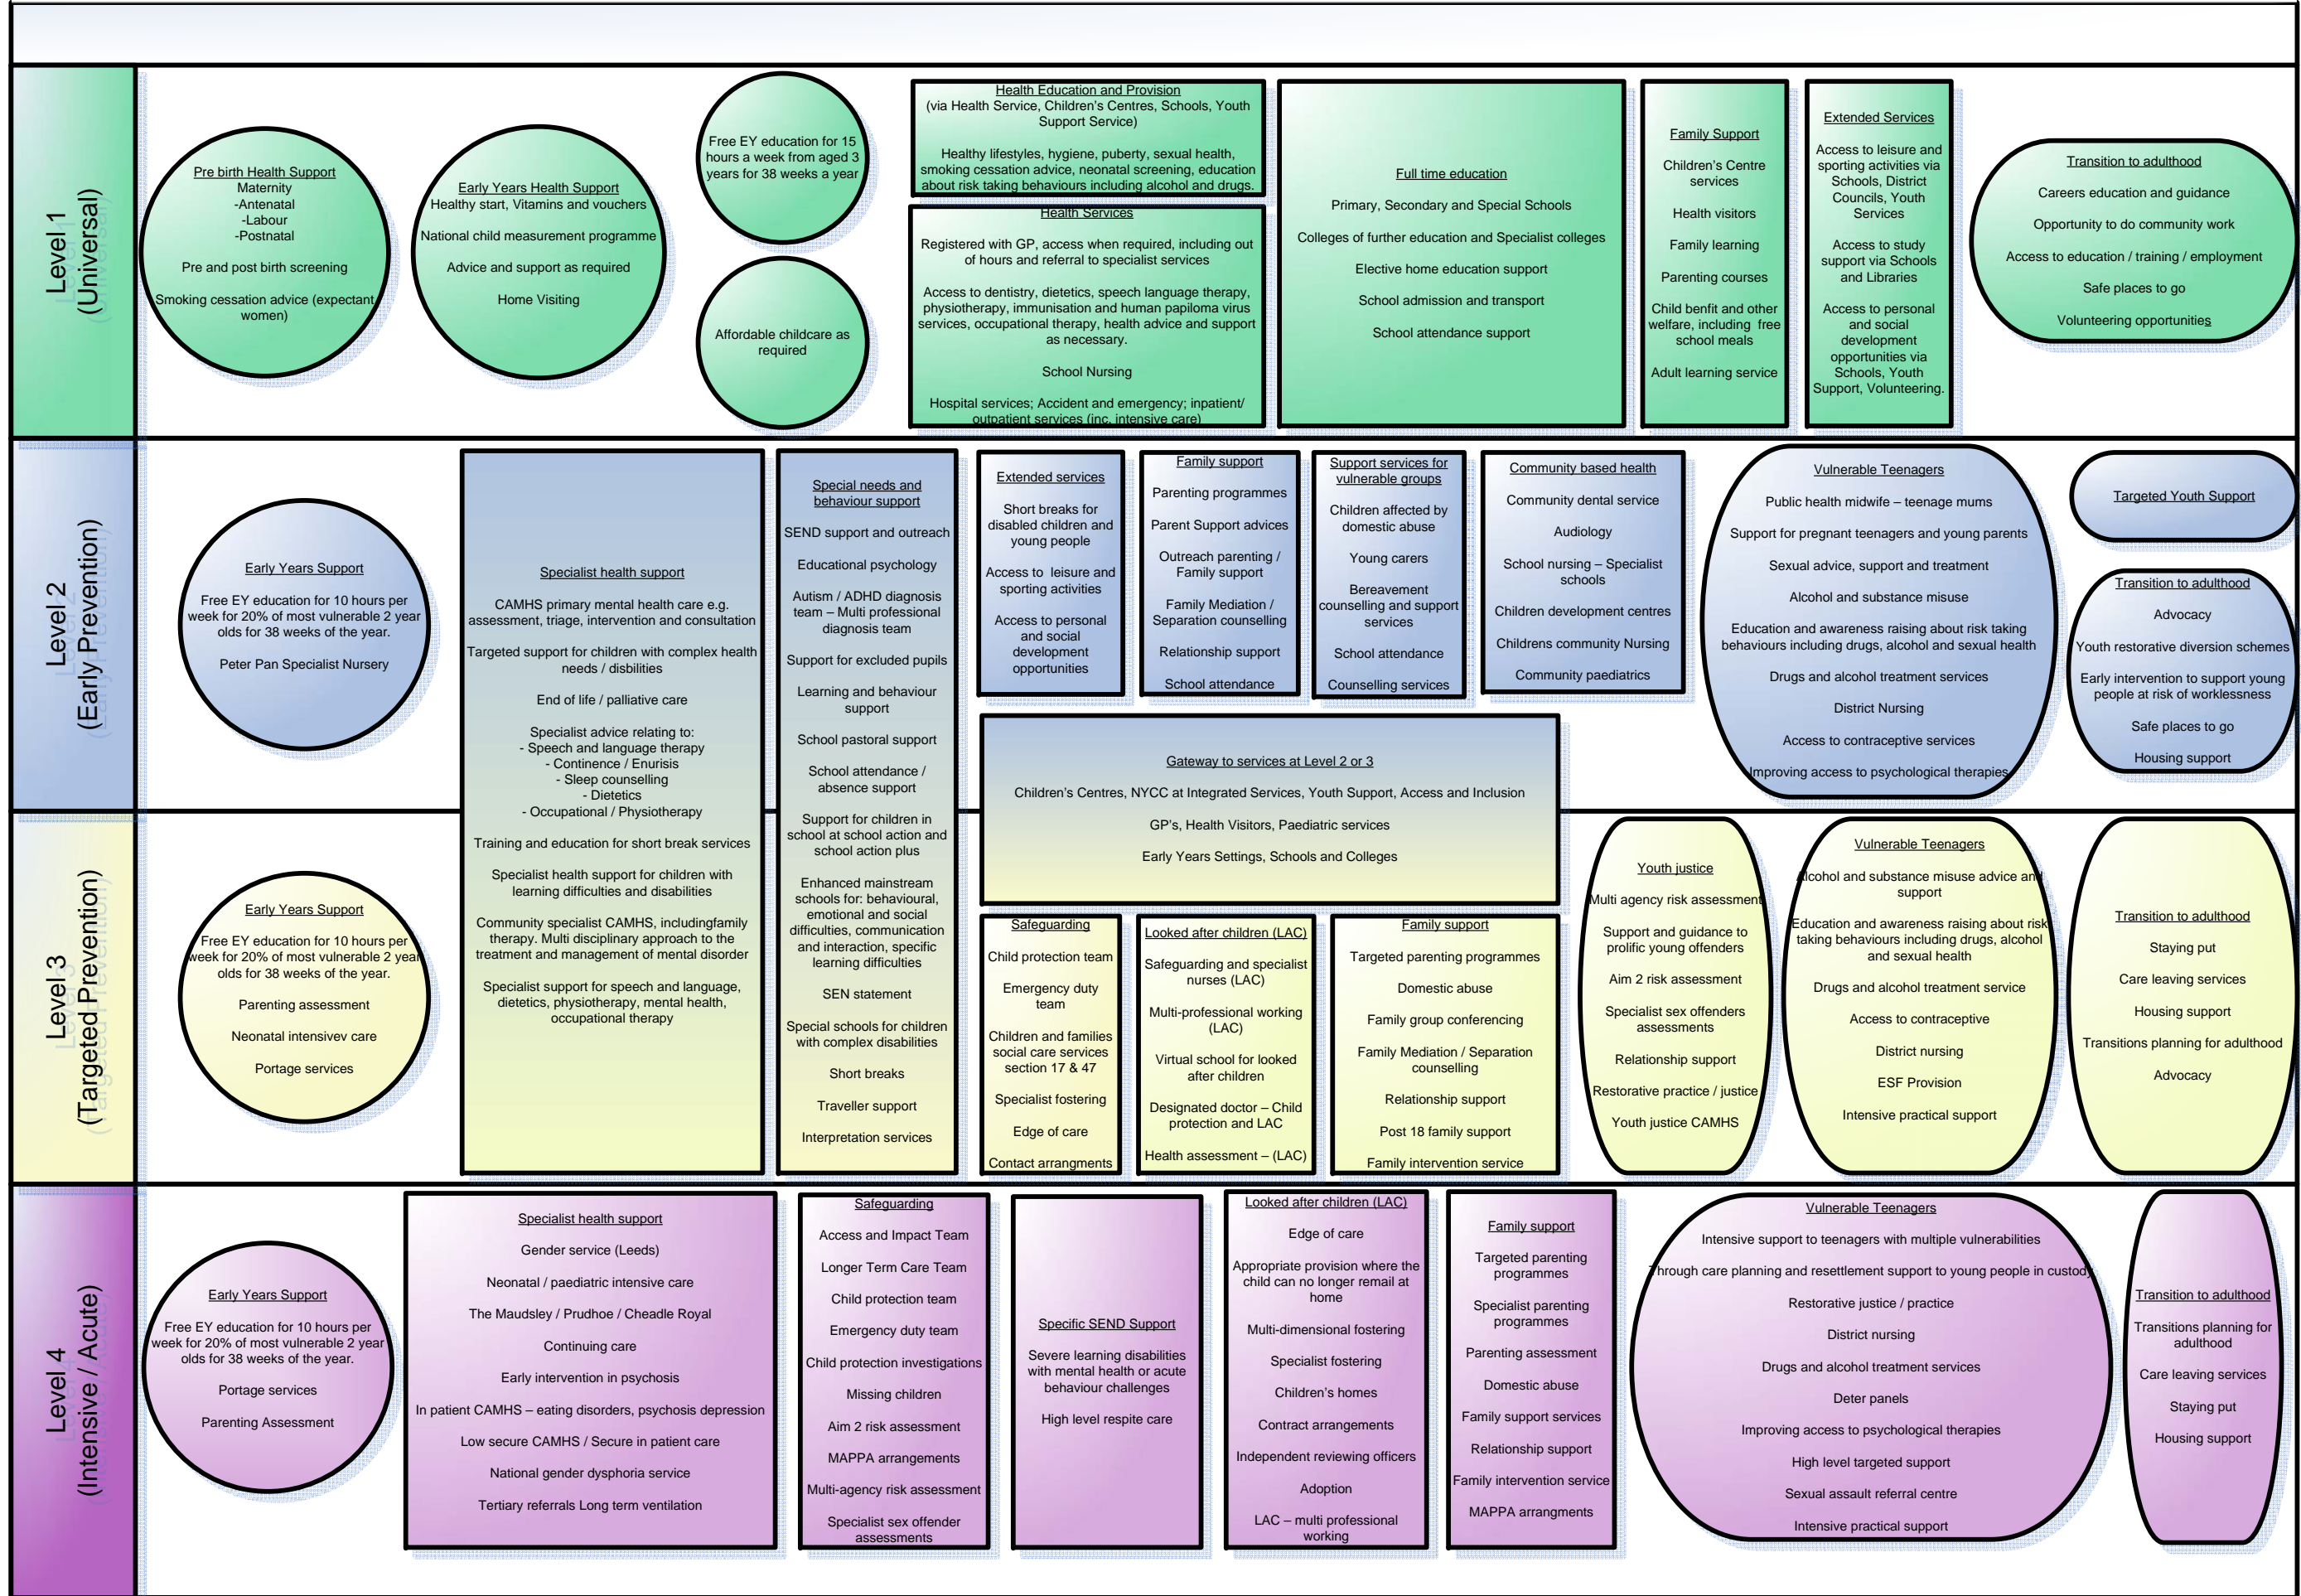 Level 1
(Universal)
Pre birth Health Support
Maternity
-Antenatal
-Labour
-Postnatal
Pre and post birth screening
Smoking cessation advice (expectant
women)
Early Years Health Support
Healthy start, Vitamins and vouchers
National child measurement programme
Advice and support as required
Home Visiting
Free EY education for 15
hours a week from aged 3
years for 38 weeks a year
Affordable childcare as
required
Health Education and Provision
(via Health Service, Children's Centres, Schools, Youth
Support Service)
Healthy lifestyles, hygiene, puberty, sexual health,
smoking cessation advice, neonatal screening, education
about risk taking behaviours including alcohol and drugs.
Health Services
Registered with GP, access when required, including out
of hours and referral to specialist services
Access to dentistry, dietetics, speech language therapy,
physiotherapy, immunisation and human papiloma virus
services, occupational therapy, health advice and support
as necessary.
School Nursing
Hospital services; Accident and emergency; inpatient/
outpatient services (inc. intensive care)
Full time education
Primary, Secondary and Special Schools
Colleges of further education and Specialist colleges
Elective home education support
School admission and transport
School attendance support
Family Support
Children's Centre
services
Health visitors
Family learning
Parenting courses
Child benfit and other
welfare, including free
school meals
Adult learning service
Extended Services
Access to leisure and
sporting activities via
Schools, District
Councils, Youth
Services
Access to study
support via Schools
and Libraries
Access to personal
and social
development
opportunities via
Schools, Youth
Support, Volunteering.
Transition to adulthood
Careers education and guidance
Opportunity to do community work
Access to education / training / employment
Safe places to go
Volunteering opportunities
Level 2
(Early Prevention)
Early Years Support
Free EY education for 10 hours per
week for 20% of most vulnerable 2 year
olds for 38 weeks of the year.
Peter Pan Specialist Nursery
Specialist health support
CAMHS primary mental health care e.g.
assessment, triage, intervention and consultation
Targeted support for children with complex health
needs / disbilities
End of life / palliative care
Specialist advice relating to:
- Speech and language therapy
- Continence / Enurisis
- Sleep counselling
- Dietetics
- Occupational / Physiotherapy
Training and education for short break services
Specialist health support for children with
learning difficulties and disabilities
Community specialist CAMHS, includingfamily
therapy. Multi disciplinary approach to the
treatment and management of mental disorder
Specialist support for speech and language,
dietetics, physiotherapy, mental health,
occupational therapy
Special needs and
behaviour support
SEND support and outreach
Educational psychology
Autism / ADHD diagnosis
team – Multi professional
diagnosis team
Support for excluded pupils
Learning and behaviour
support
School pastoral support
School attendance /
absence support
Support for children in
school at school action and
school action plus
Enhanced mainstream
schools for: behavioural,
emotional and social
difficulties, communication
and interaction, specific
learning difficulties
SEN statement
Special schools for children
with complex disabilities
Short breaks
Traveller support
Interpretation services
Extended services
Short breaks for
disabled children and
young people
Access to leisure and
sporting activities
Access to personal
and social
development
opportunities
Family support
Parenting programmes
Parent Support advices
Outreach parenting /
Family support
Family Mediation /
Separation counselling
Relationship support
School attendance
Support services for
vulnerable groups
Children affected by
domestic abuse
Young carers
Bereavement
counselling and support
services
School attendance
Counselling services
Community based health
Community dental service
Audiology
School nursing – Specialist
schools
Children development centres
Childrens community Nursing
Community paediatrics
Vulnerable Teenagers
Public health midwife – teenage mums
Support for pregnant teenagers and young parents
Sexual advice, support and treatment
Alcohol and substance misuse
Education and awareness raising about risk taking
behaviours including drugs, alcohol and sexual health
Drugs and alcohol treatment services
District Nursing
Access to contraceptive services
Improving access to psychological therapies
Targeted Youth Support
Transition to adulthood
Advocacy
Youth restorative diversion schemes
Early intervention to support young
people at risk of worklessness
Safe places to go
Housing support
Gateway to services at Level 2 or 3
Children's Centres, NYCC at Integrated Services, Youth Support, Access and Inclusion
GP's, Health Visitors, Paediatric services
Early Years Settings, Schools and Colleges
Level 3
(Targeted Prevention)
Early Years Support
Free EY education for 10 hours per
week for 20% of most vulnerable 2 year
olds for 38 weeks of the year.
Parenting assessment
Neonatal intensivev care
Portage services
Safeguarding
Child protection team
Emergency duty
team
Children and families
social care services
section 17 & 47
Specialist fostering
Edge of care
Contact arrangments
Looked after children (LAC)
Safeguarding and specialist
nurses (LAC)
Multi-professional working
(LAC)
Virtual school for looked
after children
Designated doctor – Child
protection and LAC
Health assessment – (LAC)
Family support
Targeted parenting programmes
Domestic abuse
Family group conferencing
Family Mediation / Separation
counselling
Relationship support
Post 18 family support
Family intervention service
Youth justice
Multi agency risk assessment
Support and guidance to
prolific young offenders
Aim 2 risk assessment
Specialist sex offenders
assessments
Relationship support
Restorative practice / justice
Youth justice CAMHS
Vulnerable Teenagers
Alcohol and substance misuse advice and
support
Education and awareness raising about risk
taking behaviours including drugs, alcohol
and sexual health
Drugs and alcohol treatment service
Access to contraceptive
District nursing
ESF Provision
Intensive practical support
Transition to adulthood
Staying put
Care leaving services
Housing support
Transitions planning for adulthood
Advocacy
Level 4
(Intensive / Acute)
Early Years Support
Free EY education for 10 hours per
week for 20% of most vulnerable 2 year
olds for 38 weeks of the year.
Portage services
Parenting Assessment
Specialist health support
Gender service (Leeds)
Neonatal / paediatric intensive care
The Maudsley / Prudhoe / Cheadle Royal
Continuing care
Early intervention in psychosis
In patient CAMHS – eating disorders, psychosis depression
Low secure CAMHS / Secure in patient care
National gender dysphoria service
Tertiary referrals Long term ventilation
Safeguarding
Access and Impact Team
Longer Term Care Team
Child protection team
Emergency duty team
Child protection investigations
Missing children
Aim 2 risk assessment
MAPPA arrangements
Multi-agency risk assessment
Specialist sex offender
assessments
Specific SEND Support
Severe learning disabilities
with mental health or acute
behaviour challenges
High level respite care
Looked after children (LAC)
Edge of care
Appropriate provision where the
child can no longer remail at
home
Multi-dimensional fostering
Specialist fostering
Children's homes
Contract arrangements
Independent reviewing officers
Adoption
LAC – multi professional
working
Family support
Targeted parenting
programmes
Specialist parenting
programmes
Parenting assessment
Domestic abuse
Family support services
Relationship support
Family intervention service
MAPPA arrangments
Vulnerable Teenagers
Intensive support to teenagers with multiple vulnerabilities
Through care planning and resettlement support to young people in custody
Restorative justice / practice
District nursing
Drugs and alcohol treatment services
Deter panels
Improving access to psychological therapies
High level targeted support
Sexual assault referral centre
Intensive practical support
Transition to adulthood
Transitions planning for
adulthood
Care leaving services
Staying put
Housing support